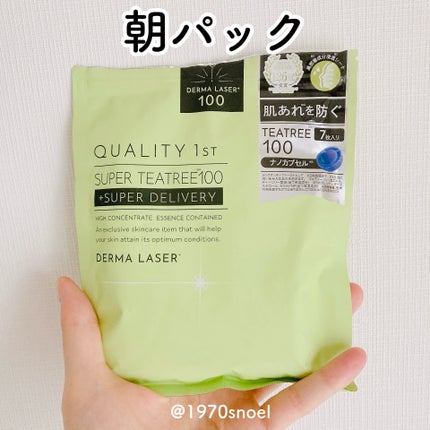 朝パック
DERMA LASER
100
QUALITY 1ST
SUPER TEATREE100
+SUPER DELIVERY
HIGH CONCENTRATE ESSENCE CONTAINED
An exclusive skincare item that will help
your skin attain its optimum conditions.
DERMA LASER
肌あれを防ぐ
TEATREE 7枚入り
100
ナノカプセル
@1970snoel